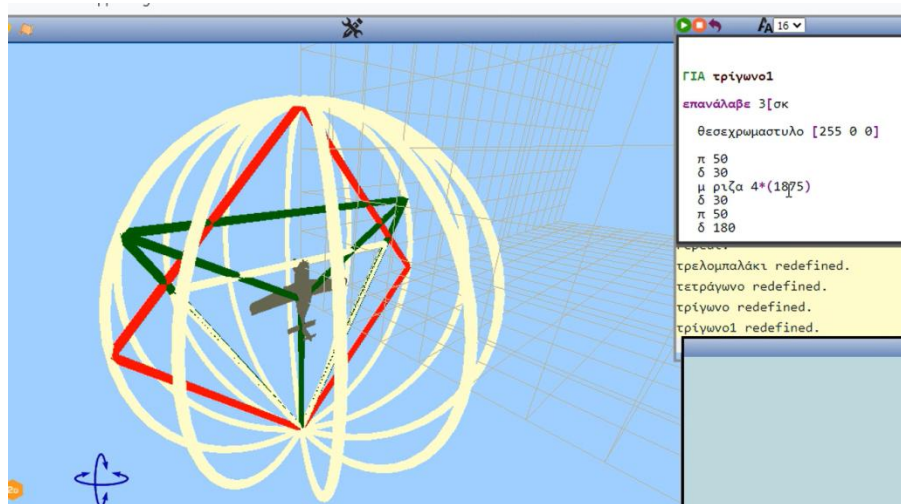 16
ΓΙΑ τρίγωνο1
επανάλαβε 3[σκ
θεσεχρωμαστυλο [255 0 0]
π 50
δ 30
μ ριζα 4*(1875)
δ 30
π 50
δ 180
repeat.
τρελομπαλάκι redefined.
τετράγωνο redefined.
τρίγωνο redefined.
τρίγωνο1 redefined.